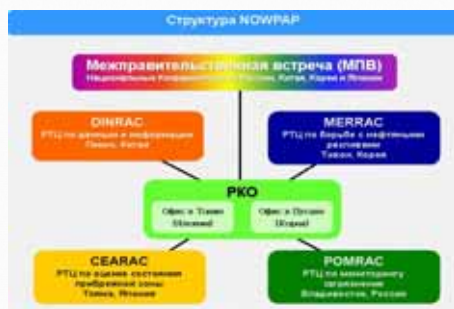 Структура NOWPAP
Межправительственная встреча (МПВ)
Национальные Координаторы России, Китая, Кореи и Японии
DINRAC
РТЦ по данным и информации
Пекин, Китай
MERRAC
РТЦ по борьбе с нефтяными
разливами
Тэжон, Корея
РКО
Офис в Тояме
(Япония)
Офис в Пусане
(Корея)
CEARAC
РТЦ по оценке состояния
прибрежной зоны
Тояма, Япония
POMRAC
РТЦ по мониторингу
загрязнения
Владивосток, Россия